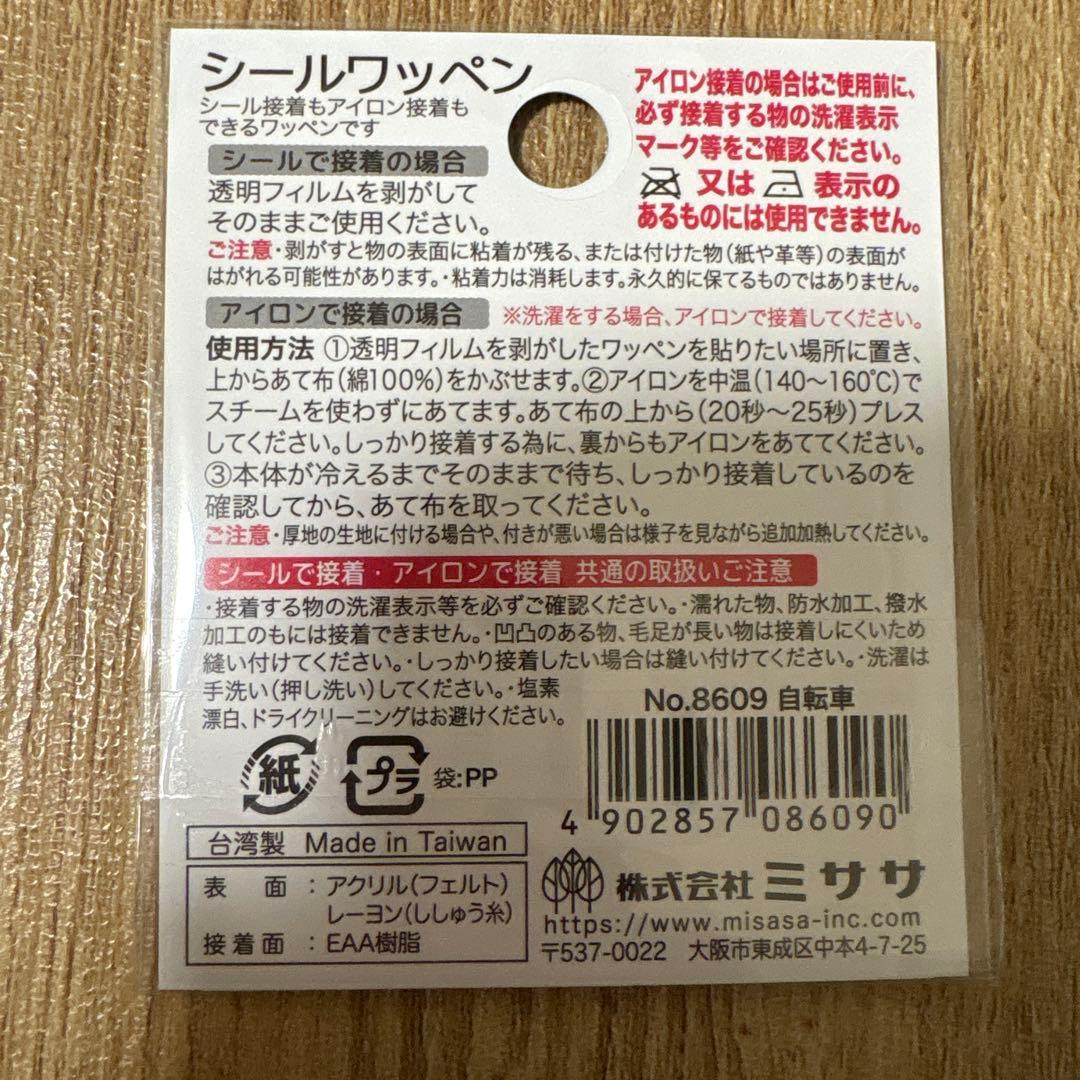 シールワッペン
シール接着もアイロン接着も
できるワッペンです
アイロン接着の場合はご使用前に、
必ず接着する物の洗濯表示
マーク等をご確認ください。
又は 表示の
あるものには使用できません。
シールで接着の場合
透明フィルムを剥がして
そのままご使用ください。
ご注意・剥がすと物の表面に粘着が残る、または付けた物(紙や革等)の表面が
はがれる可能性があります。・粘着力は消耗します。永久的に保てるものではありません。
アイロンで接着の場合 ※洗濯をする場合、アイロンで接着してください。
使用方法 ①透明フィルムを剥がしたワッペンを貼りたい場所に置き、
上からあて布(綿100%)をかぶせます。②アイロンを中温(140〜160℃)で
スチームを使わずにあてます。あて布の上から(20秒〜25秒)プレス
してください。しっかり接着する為に、裏からもアイロンをあててください。
③本体が冷えるまでそのままで待ち、しっかり接着しているのを
確認してから、あて布を取ってください。
ご注意・厚地の生地に付ける場合や、付きが悪い場合は様子を見ながら追加加熱してください。
シールで接着・アイロンで接着 共通の取扱いご注意
・接着する物の洗濯表示等を必ずご確認ください。・濡れた物、防水加工、撥水
加工のもには接着できません。・凹凸のある物、毛足が長い物は接着しにくいため
縫い付けてください。・しっかり接着したい場合は縫い付けてください。・洗濯は
手洗い(押し洗い)してください。・塩素
漂白、ドライクリーニングはお避けください。
No.8609 自転車
紙 プラ 袋:PP
4 902857 086090
台湾製 Made in Taiwan
表 面 : アクリル(フェルト)
レーヨン(ししゅう糸)
接着面 : EAA樹脂
株式会社 ミササ
https://www.misasa-inc.com
〒537-0022 大阪市東成区中本4-7-25